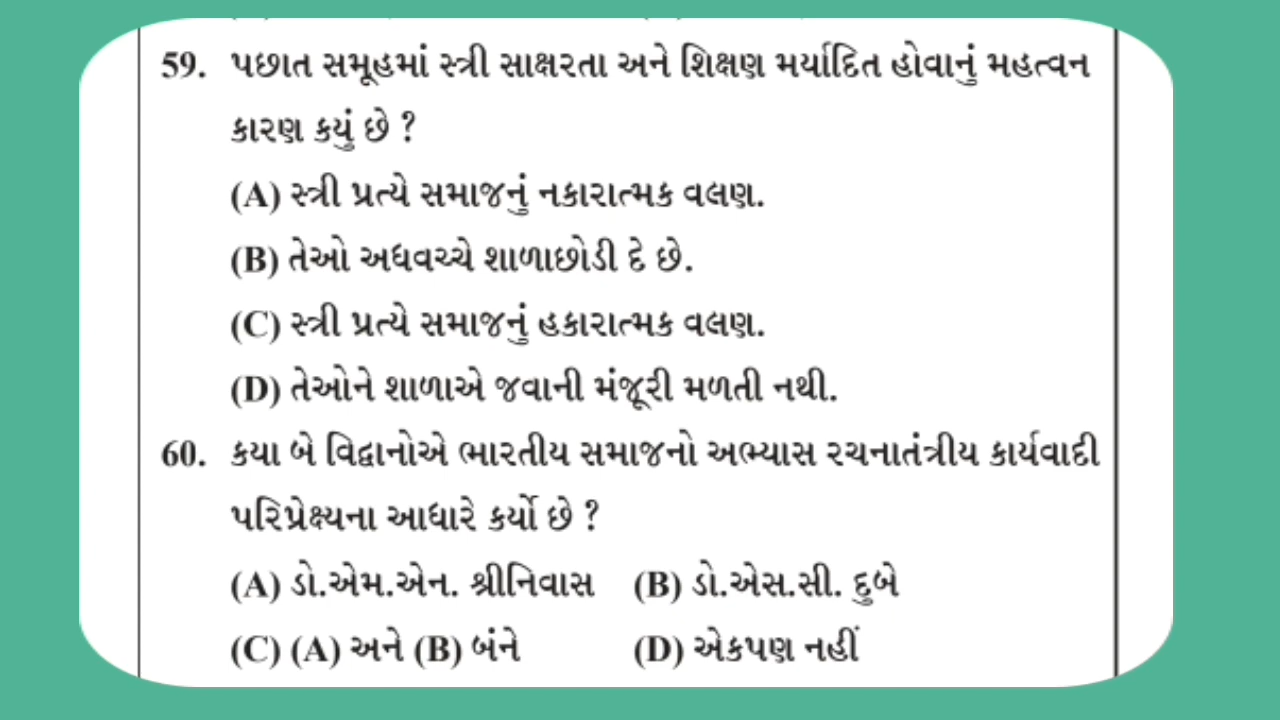 59. પછાત સમૂહમાં સ્ત્રી સાક્ષરતા અને શિક્ષણ મર્યાદિત હોવાનું મહત્વન
કારણ કયું છે ?
(A) સ્ત્રી પ્રત્યે સમાજનું નકારાત્મક વલણ.
(B) તેઓ અધવચ્ચે શાળાછોડી દે છે.
(C) સ્ત્રી પ્રત્યે સમાજનું હકારાત્મક વલણ.
(D) તેઓને શાળાએ જવાની મંજૂરી મળતી નથી.
60. કયા બે વિદ્વાનોએ ભારતીય સમાજનો અભ્યાસ રચનાતંત્રીય કાર્યવાદી
પરિપ્રેક્ષ્યના આધારે કર્યો છે ?
(A) ડો.એમ.એન. શ્રીનિવાસ (B) ડો.એસ.સી. દુબે
(C) (A) અને (B) બંને (D) એકપણ નહીં